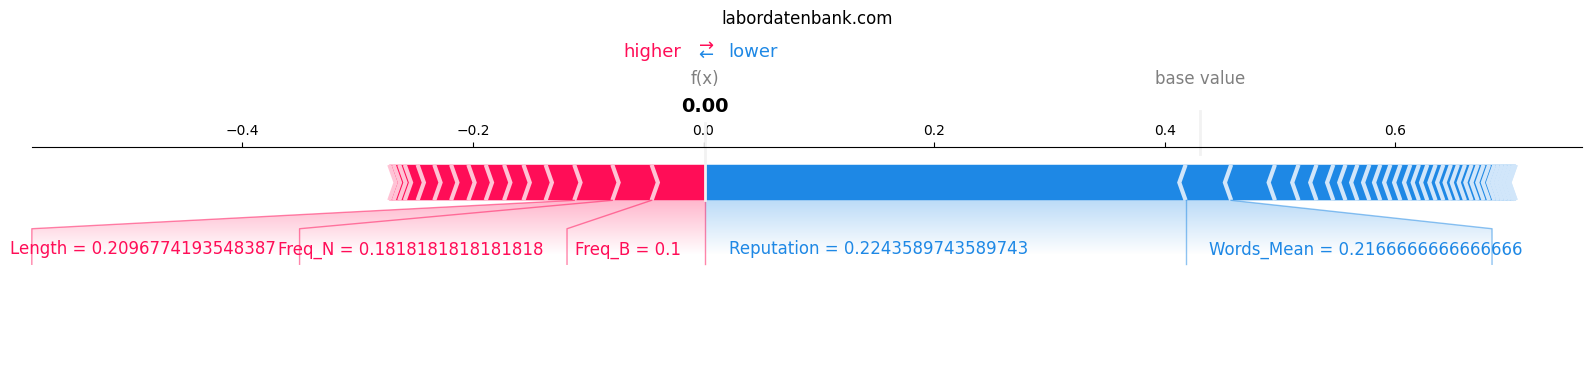 labordatenbank.com
higher → ← lower
f(x) base value
0.00
−0.4 −0.2 0.0 0.2 0.4 0.6
Length = 0.2096774193548387 Freq_N = 0.1818181818181818 Freq_B = 0.1 Reputation = 0.2243589743589743 Words_Mean = 0.2166666666666666